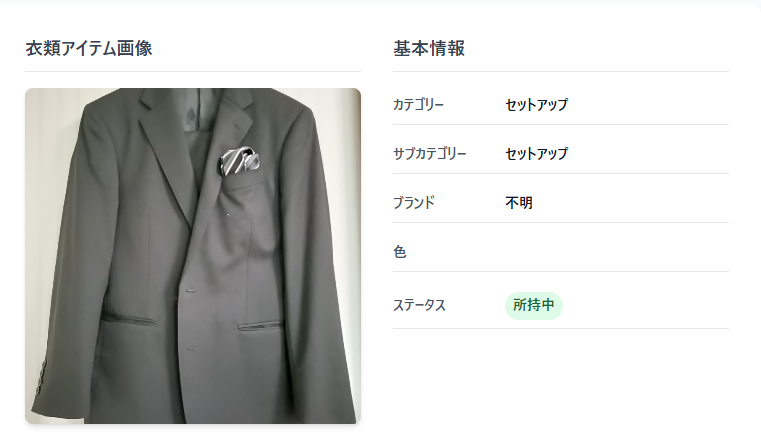 衣類アイテム画像
基本情報
カテゴリー
セットアップ
サブカテゴリー
セットアップ
ブランド
不明
色
ステータス
所持中